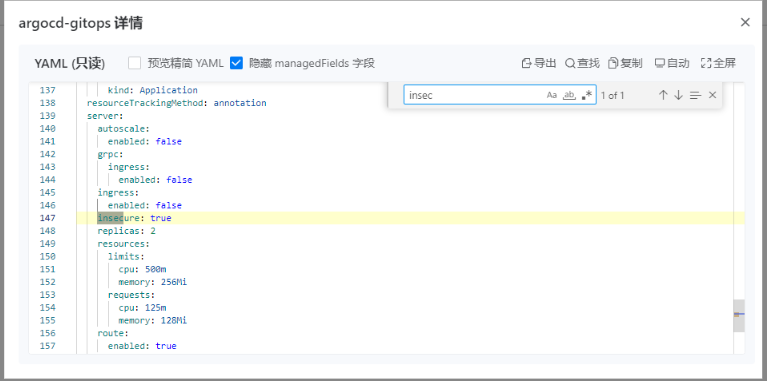 argocd-gitops 详情
YAML (只读) 预览精简 YAML 隐藏 managedFields 字段 导出 查找 复制 自动 全屏
insec Aa ab .* 1 of 1
137 kind: Application
138 resourceTrackingMethod: annotation
139 server:
140 autoscale:
141 enabled: false
142 grpc:
143 ingress:
144 enabled: false
145 ingress:
146 enabled: false
147 insecure: true
148 replicas: 2
149 resources:
150 limits:
151 cpu: 500m
152 memory: 256Mi
153 requests:
154 cpu: 125m
155 memory: 128Mi
156 route:
157 enabled: true